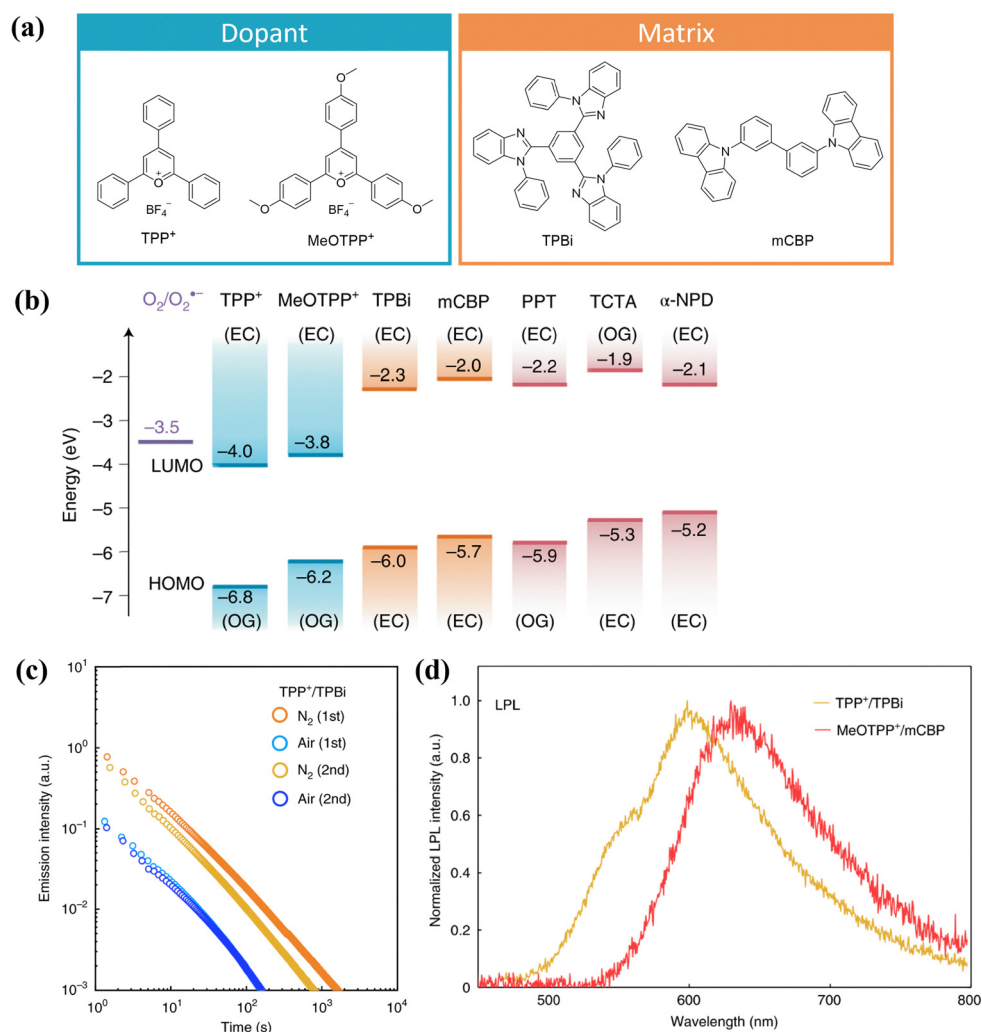 (a)
Dopant
Matrix
O
O
O
O⁺
BF₄⁻
TPP⁺
O⁺
BF₄⁻
MeOTPP⁺
N
N
N
N
N
N
TPBi
N
N
mCBP
(b)
O₂/O₂•−
TPP⁺
MeOTPP⁺
TPBi
mCBP
PPT
TCTA
α-NPD
(EC)
(EC)
(EC)
(EC)
(EC)
(OG)
(EC)
Energy (eV)
−2
−3
−4
−5
−6
−7
LUMO
HOMO
−3.5
−4.0
−3.8
−2.3
−2.0
−2.2
−1.9
−2.1
−6.8
−6.2
−6.0
−5.7
−5.9
−5.3
−5.2
(OG)
(OG)
(EC)
(EC)
(OG)
(EC)
(EC)
(c)
Emission intensity (a.u.)
10¹
10⁰
10⁻¹
10⁻²
10⁻³
TPP⁺/TPBi
N₂ (1st)
Air (1st)
N₂ (2nd)
Air (2nd)
10⁰
10¹
10²
10³
10⁴
Time (s)
(d)
Normalized LPL intensity (a.u.)
1.0
0.8
0.6
0.4
0.2
0
LPL
TPP⁺/TPBi
MeOTPP⁺/mCBP
500
600
700
800
Wavelength (nm)